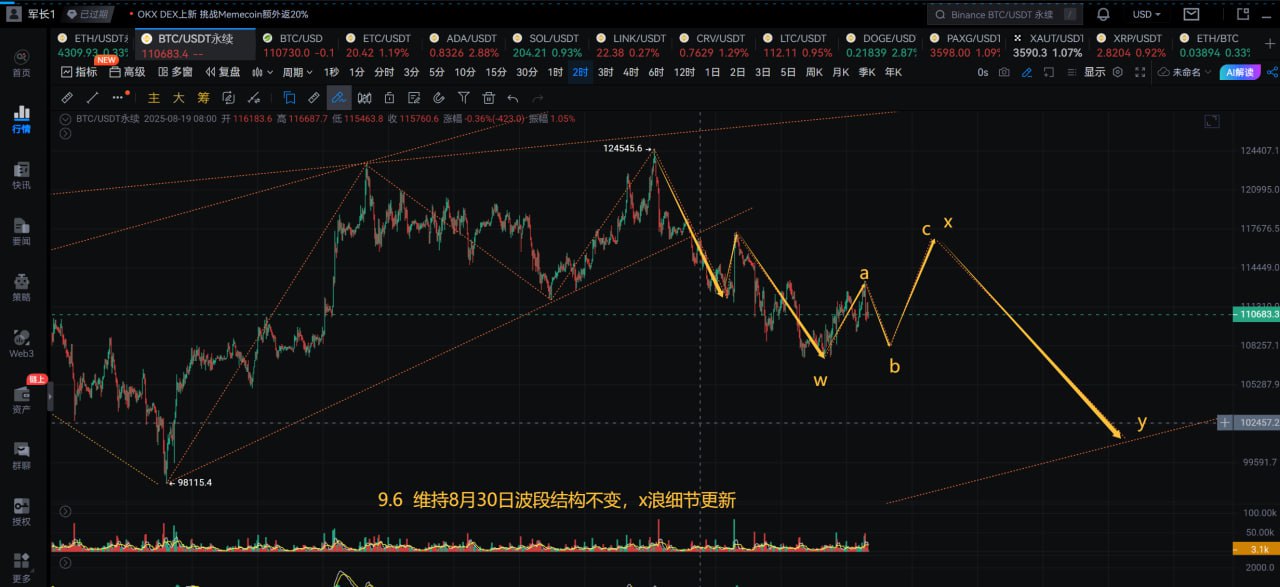 军长1 已过期 OKX DEX上新 挑战Memecoin额外返20% Binance BTC/USDT 永续 / USD
ETH/USDT BTC/USDT永续 BTC/USD ETC/USDT ADA/USDT SOL/USDT LINK/USDT CRV/USDT LTC/USDT DOGE/USD PAXG/USD XAUT/USD XRP/USDT ETH/BTC
4309.93 0.33% 110683.4 -- 110730.0 -0.1 20.42 1.19% 0.8326 2.88% 204.21 0.93% 22.38 0.27% 0.7629 1.29% 112.11 0.95% 0.21839 2.87% 3598.00 1.09% 3590.3 1.07% 2.8204 0.92% 0.03894 0.33%
NEW
指标 高级 多窗 复盘 周期 1秒 1分 分时 3分 5分 10分 15分 30分 1时 2时 3时 4时 6时 12时 1日 2日 3日 5日 周K 月K 季K 年K 0s 显示 未命名 AI解读
主 大 筹
BTC/USDT永续 2025-08-19 08:00 开 116183.6 高 116687.7 低 115463.8 收 115760.6 涨幅 -0.36%(-423.0) 振幅 1.05%
首页
行情
快讯
要闻
策略
Web3
链上
资产
群聊
授权
更多
124545.6
98115.4
a
b
c
x
w
y
9.6 维持8月30日波段结构不变，x浪细节更新
124407.1
120995.0
117676.5
114449.0
110683.3
108257.1
105287.9
102457.2
99591.7
100.00k
50.00k
3.1k
2000.0